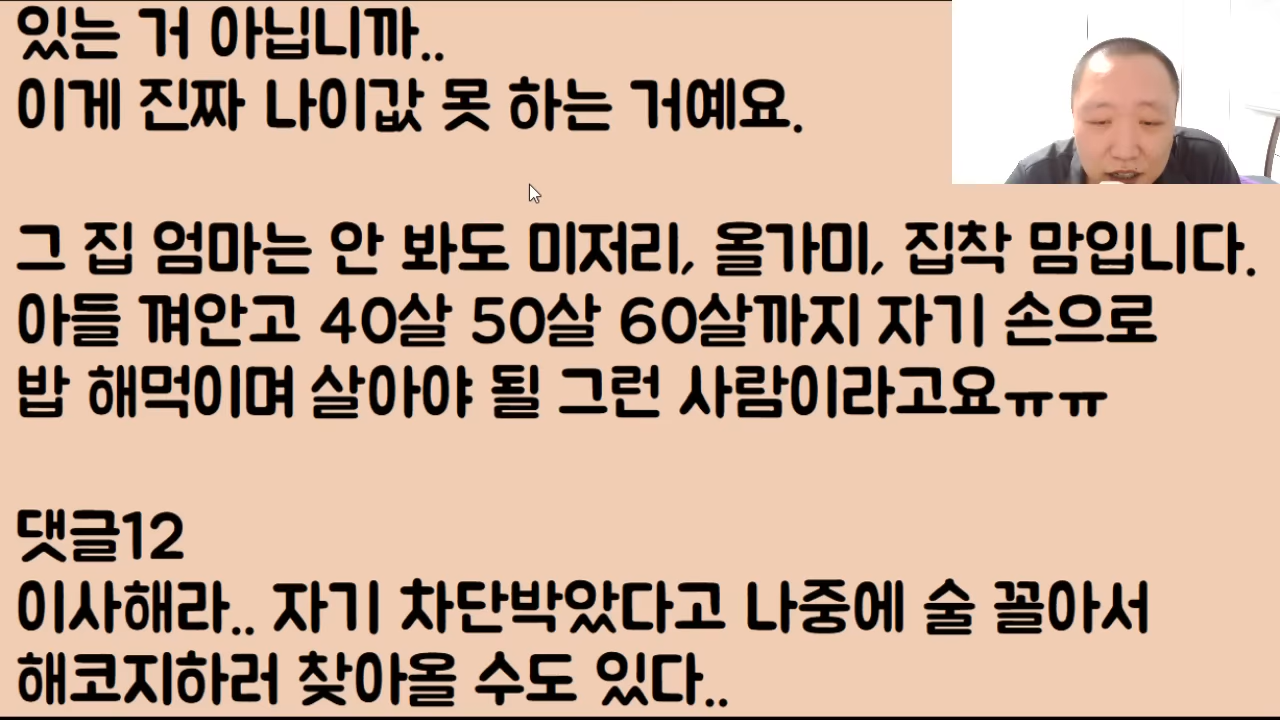 있는 거 아닙니까..
이게 진짜 나이값 못 하는 거예요.
그 집 엄마는 안 봐도 미저리, 올가미, 집착 맘입니다.
아들 껴안고 40살 50살 60살까지 자기 손으로
밥 해먹이며 살아야 될 그런 사람이라고요ㅠㅠ
댓글12
이사해라.. 자기 차단박았다고 나중에 술 꼴아서
해코지하러 찾아올 수도 있다..